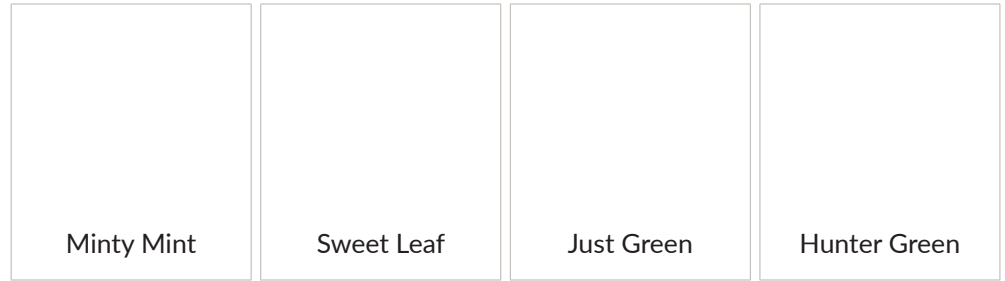 Minty Mint
Sweet Leaf
Just Green
Hunter Green